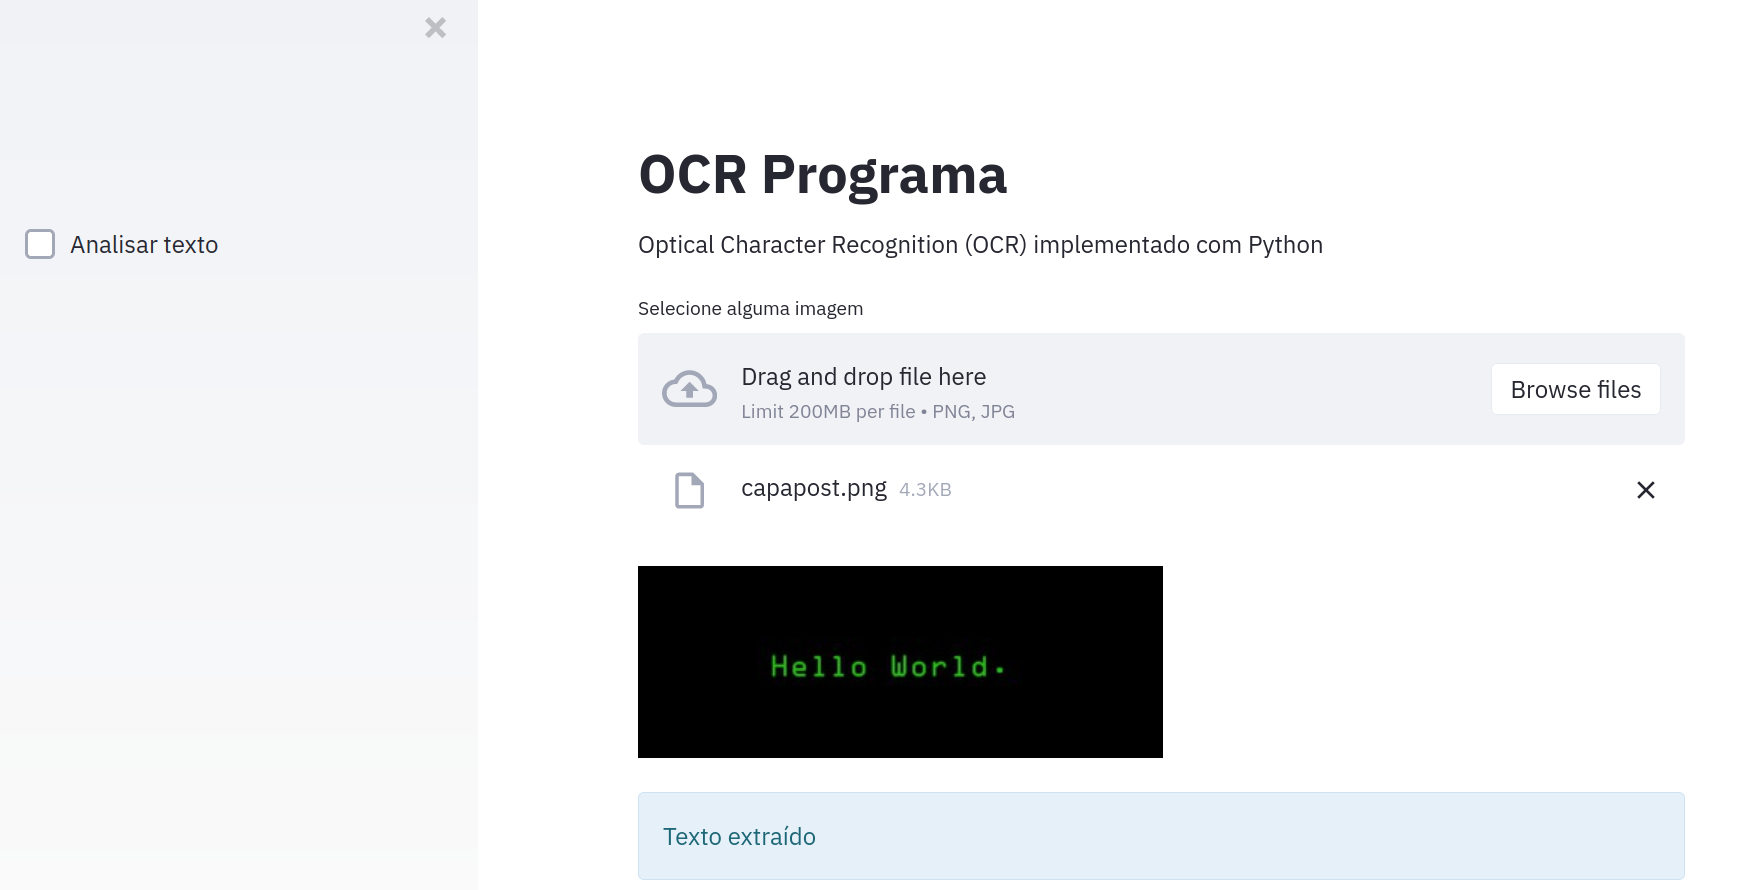 Analisar texto
OCR Programa
Optical Character Recognition (OCR) implementado com Python
Selecione alguma imagem
Drag and drop file here
Limit 200MB per file • PNG, JPG
Browse files
capapost.png 4.3KB
Hello World.
Texto extraído